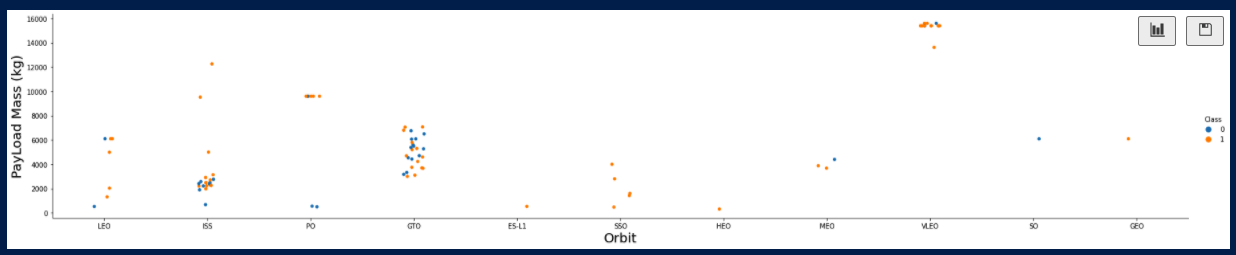 PayLoad Mass (kg)
16000
14000
12000
10000
8000
6000
4000
2000
0
LEO ISS PO GTO ES-L1 SSO HEO MEO VLEO SO GEO
Orbit
Class
0
1